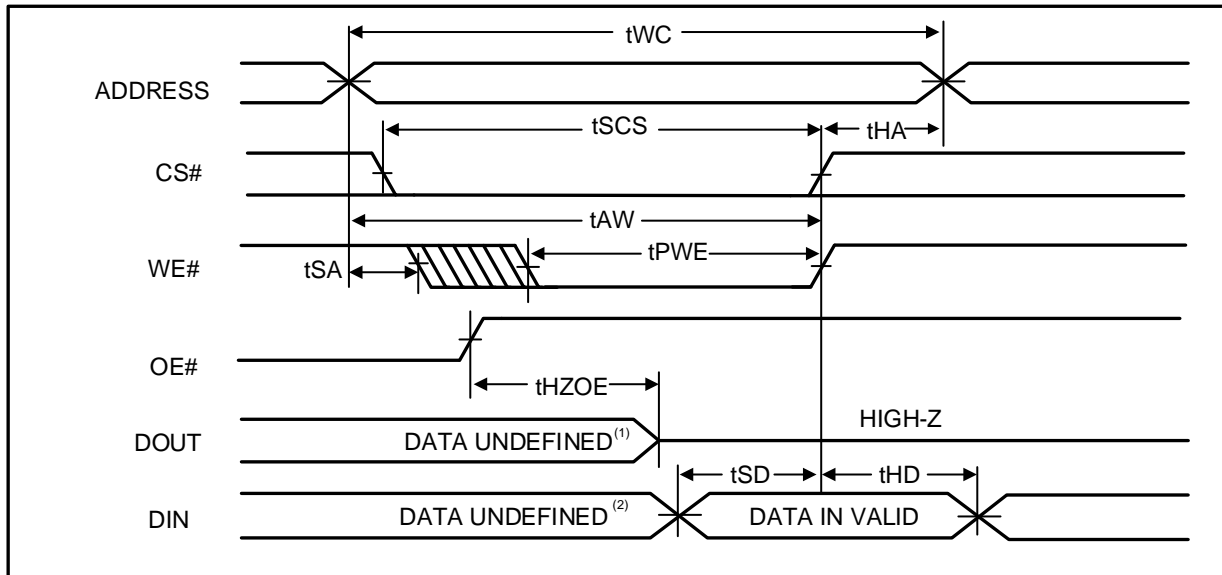 tWC
ADDRESS
tSCS
tHA
CS#
tAW
WE#
tSA
tPWE
OE#
tHZOE
DOUT
DATA UNDEFINED(1)
HIGH-Z
tSD
tHD
DIN
DATA UNDEFINED (2)
DATA IN VALID